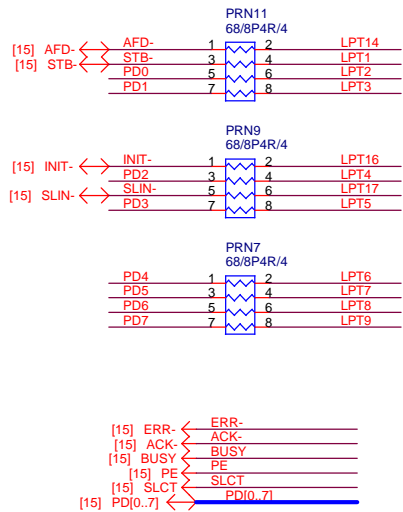 PRN11
68/8P4R/4
[15] AFD- AFD- 1 2 LPT14
[15] STB- STB- 3 4 LPT1
PD0 5 6 LPT2
PD1 7 8 LPT3
PRN9
68/8P4R/4
[15] INIT- INIT- 1 2 LPT16
PD2 3 4 LPT4
[15] SLIN- SLIN- 5 6 LPT17
PD3 7 8 LPT5
PRN7
68/8P4R/4
PD4 1 2 LPT6
PD5 3 4 LPT7
PD6 5 6 LPT8
PD7 7 8 LPT9
[15] ERR- ERR-
[15] ACK- ACK-
[15] BUSY BUSY
[15] PE PE
[15] SLCT SLCT
[15] PD[0..7] PD[0..7]